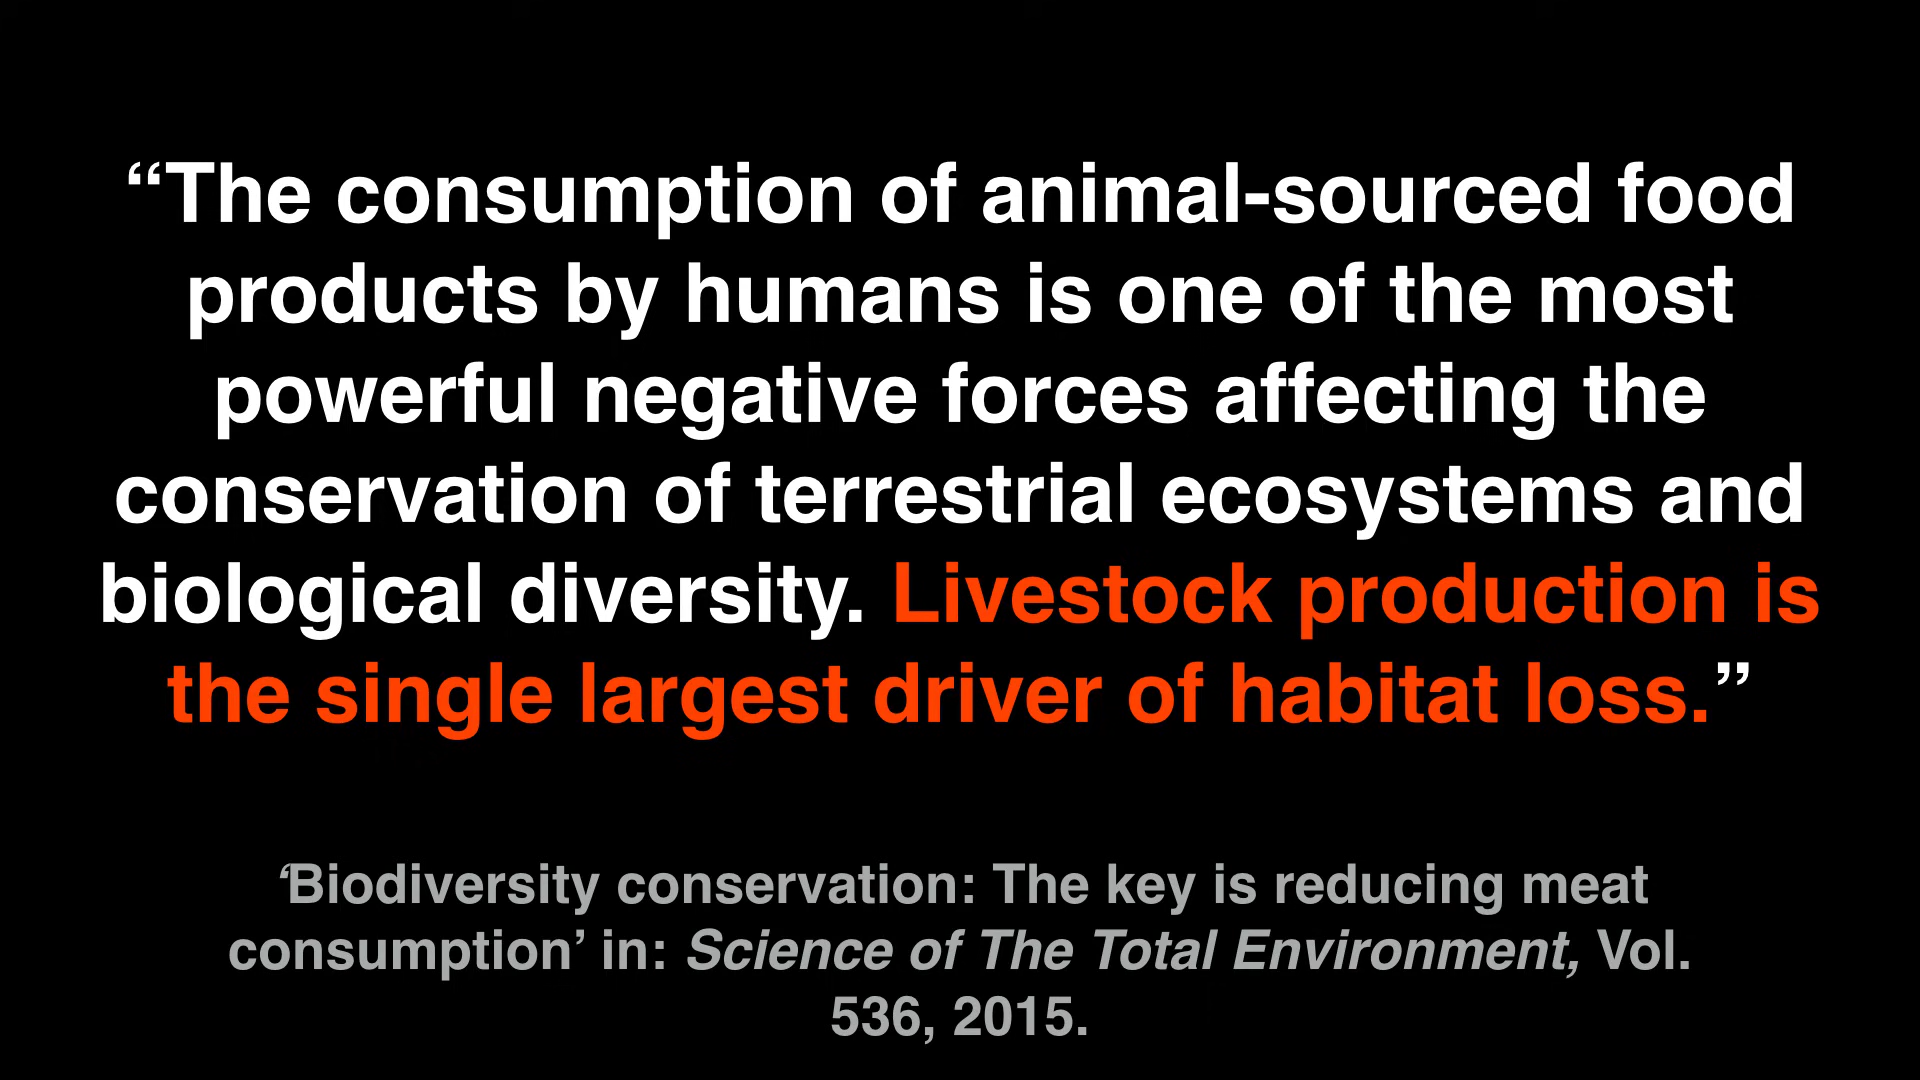 “The consumption of animal-sourced food
products by humans is one of the most
powerful negative forces affecting the
conservation of terrestrial ecosystems and
biological diversity. Livestock production is
the single largest driver of habitat loss.”
‘Biodiversity conservation: The key is reducing meat
consumption’ in: Science of The Total Environment, Vol.
536, 2015.